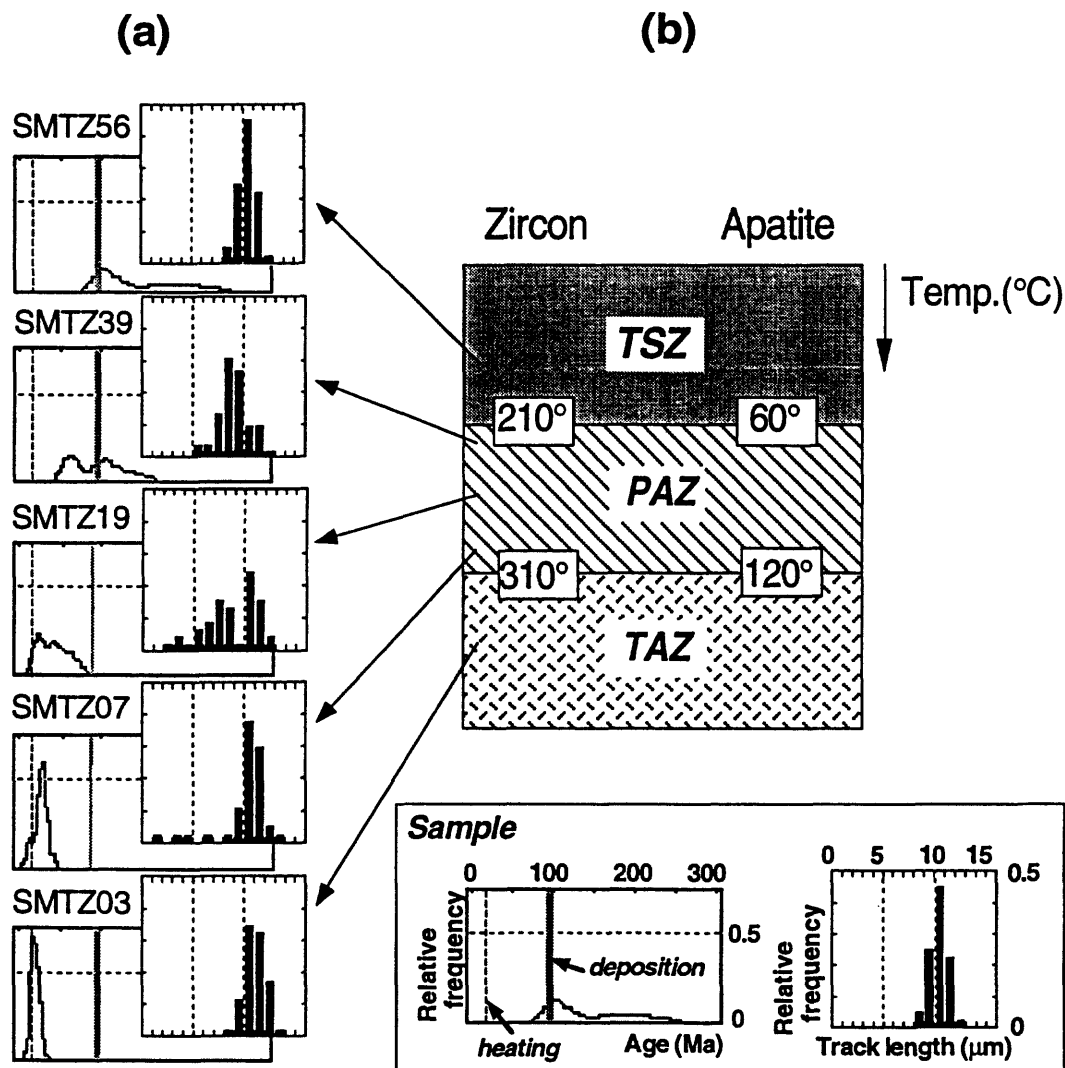 (a)
(b)
SMTZ56
SMTZ39
SMTZ19
SMTZ07
SMTZ03
Zircon
Apatite
Temp.(°C)
TSZ
210°
60°
PAZ
310°
120°
TAZ
Sample
0 100 200 300
Relative frequency
0.5
0
deposition
heating
Age (Ma)
0 5 10 15
0.5
Relative frequency
0
Track length (μm)